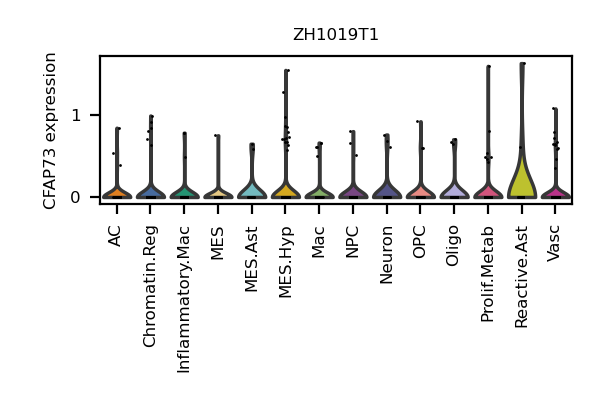 ZH1019T1
CFAP73 expression
1
0
AC
Chromatin.Reg
Inflammatory.Mac
MES
MES.Ast
MES.Hyp
Mac
NPC
Neuron
OPC
Oligo
Prolif.Metab
Reactive.Ast
Vasc